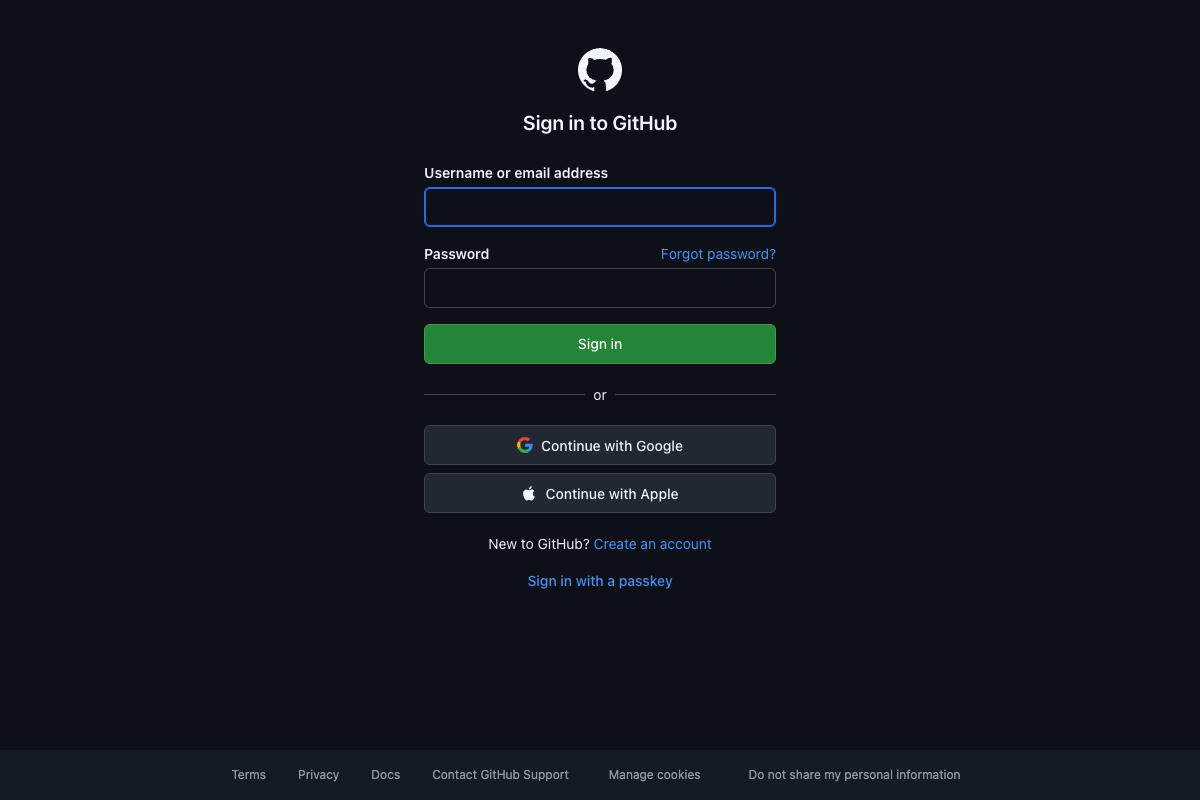 Sign in to GitHub
Username or email address
Password Forgot password?
Sign in
or
Continue with Google
Continue with Apple
New to GitHub? Create an account
Sign in with a passkey
Terms Privacy Docs Contact GitHub Support Manage cookies Do not share my personal information